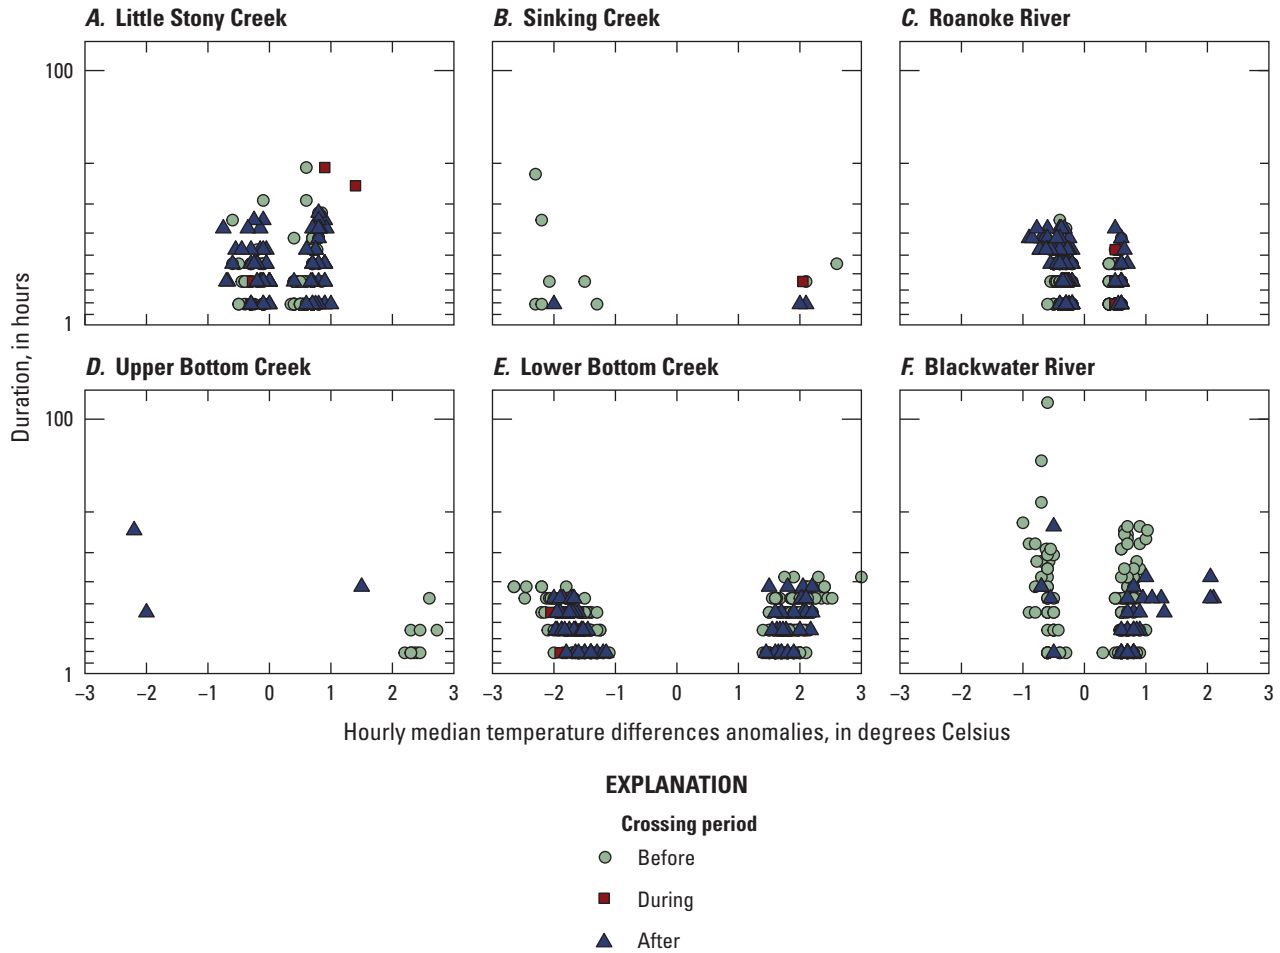 A. Little Stony Creek
B. Sinking Creek
C. Roanoke River
100
1
D. Upper Bottom Creek
E. Lower Bottom Creek
F. Blackwater River
100
1
Duration, in hours
–3 –2 –1 0 1 2 3
–3 –2 –1 0 1 2 3
–3 –2 –1 0 1 2 3
Hourly median temperature differences anomalies, in degrees Celsius
EXPLANATION
Crossing period
Before
During
After